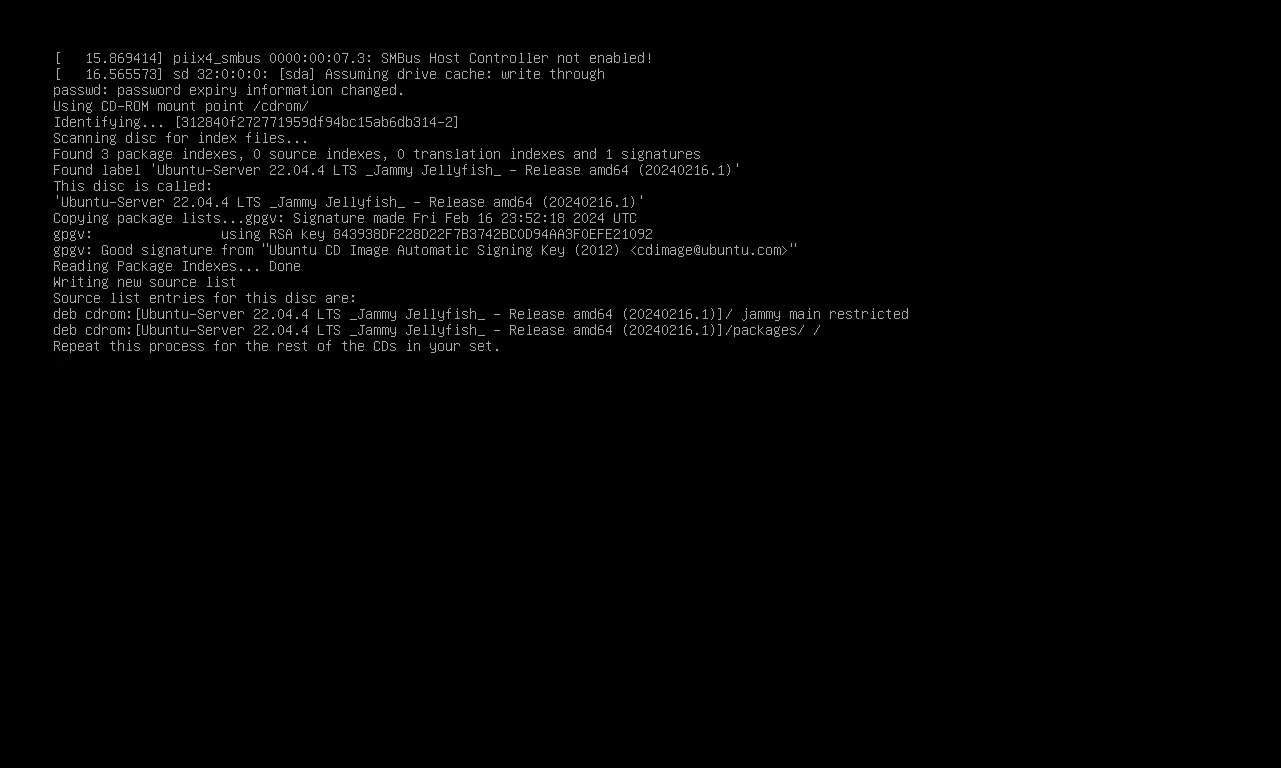 [   15.869414] piix4_smbus 0000:00:07.3: SMBus Host Controller not enabled!
[   16.565573] sd 32:0:0:0: [sda] Assuming drive cache: write through
passwd: password expiry information changed.
Using CD-ROM mount point /cdrom/
Identifying... [312840f272771959df94bc15ab6db314-2]
Scanning disc for index files...
Found 3 package indexes, 0 source indexes, 0 translation indexes and 1 signatures
Found label 'Ubuntu-Server 22.04.4 LTS _Jammy Jellyfish_ - Release amd64 (20240216.1)'
This disc is called:
'Ubuntu-Server 22.04.4 LTS _Jammy Jellyfish_ - Release amd64 (20240216.1)'
Copying package lists...gpgv: Signature made Fri Feb 16 23:52:18 2024 UTC
gpgv:                using RSA key 843938DF228D22F7B3742BC0D94AA3F0EFE21092
gpgv: Good signature from "Ubuntu CD Image Automatic Signing Key (2012) <cdimage@ubuntu.com>"
Reading Package Indexes... Done
Writing new source list
Source list entries for this disc are:
deb cdrom:[Ubuntu-Server 22.04.4 LTS _Jammy Jellyfish_ - Release amd64 (20240216.1)]/ jammy main restricted
deb cdrom:[Ubuntu-Server 22.04.4 LTS _Jammy Jellyfish_ - Release amd64 (20240216.1)]/packages/ /
Repeat this process for the rest of the CDs in your set.